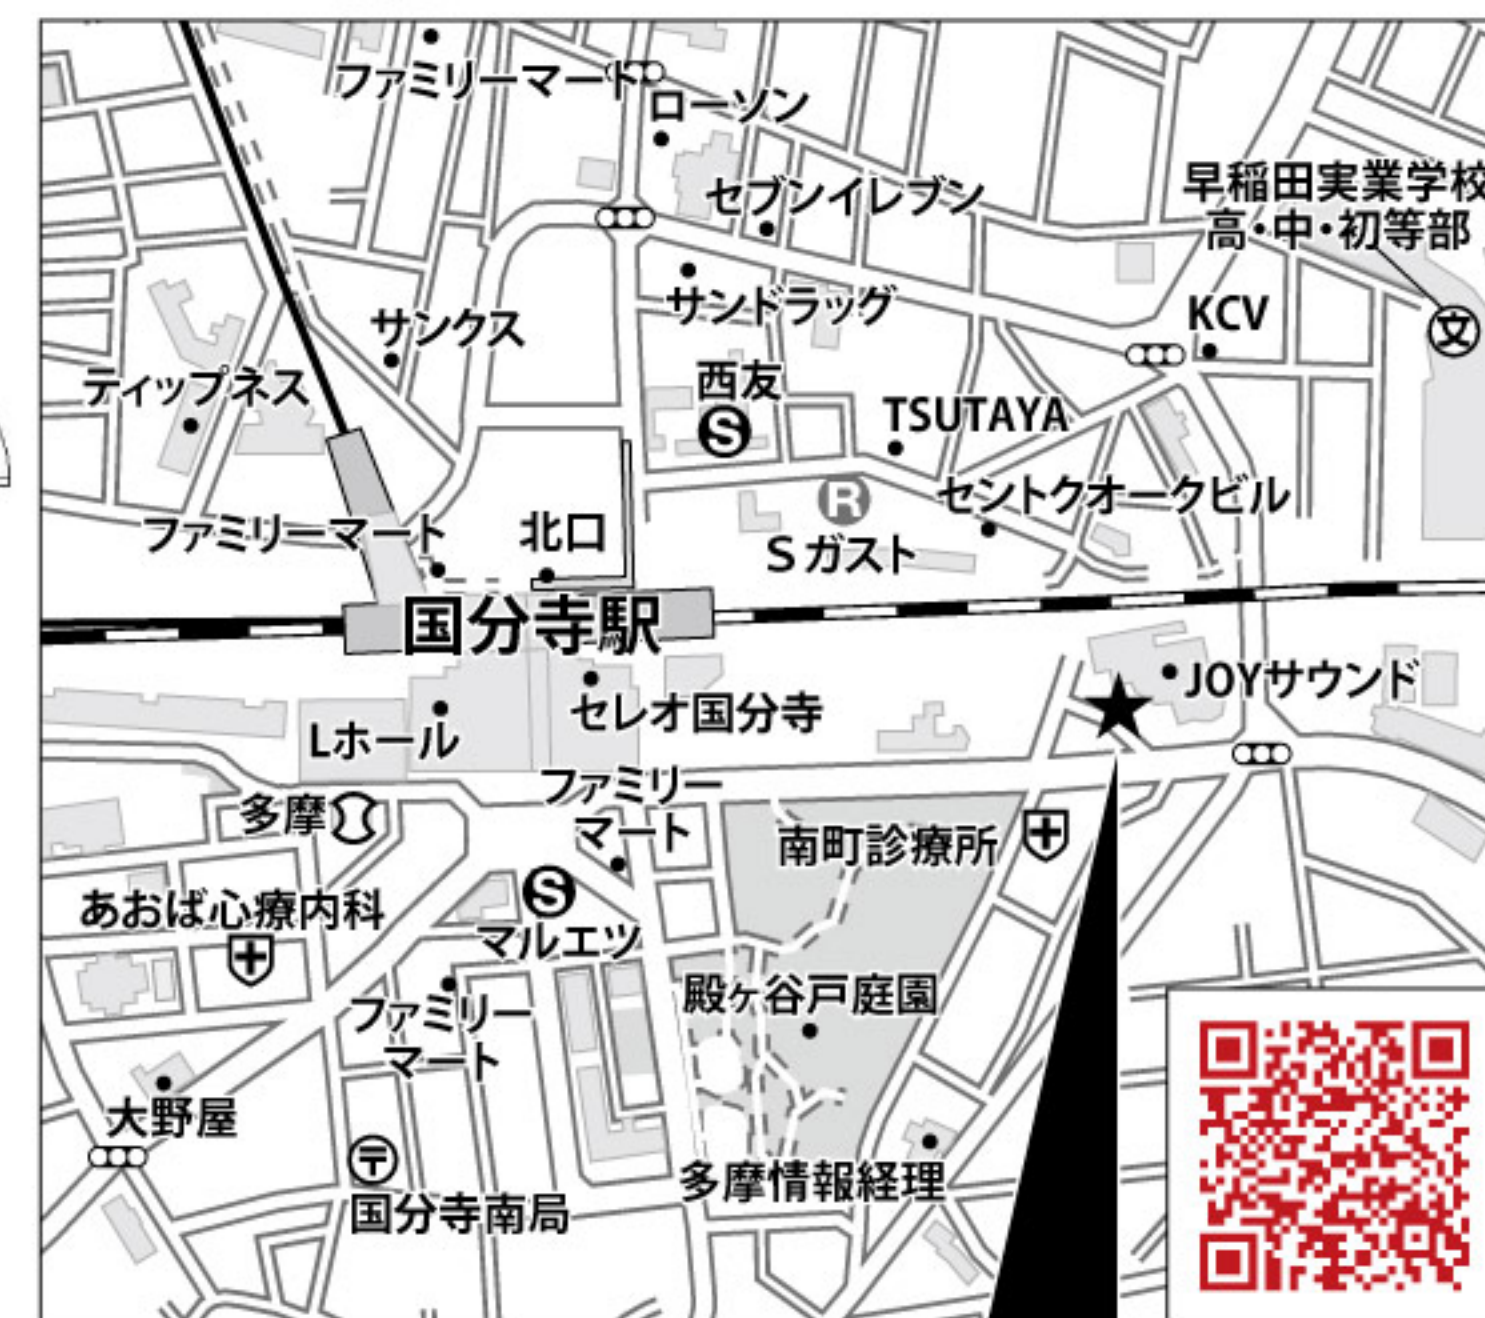 ファミリーマート
ローソン
セブンイレブン
早稲田実業学校
高・中・初等部
サンドラッグ
KCV
文
サンクス
西友
S
ティップネス
TSUTAYA
R
セントクオークビル
ファミリーマート
北口
Sガスト
国分寺駅
JOYサウンド
セレオ国分寺
Lホール
ファミリー
マート
多摩
南町診療所
S
あおば心療内科
マルエツ
殿ヶ谷戸庭園
ファミリー
マート
大野屋
〒
多摩情報経理
国分寺南局